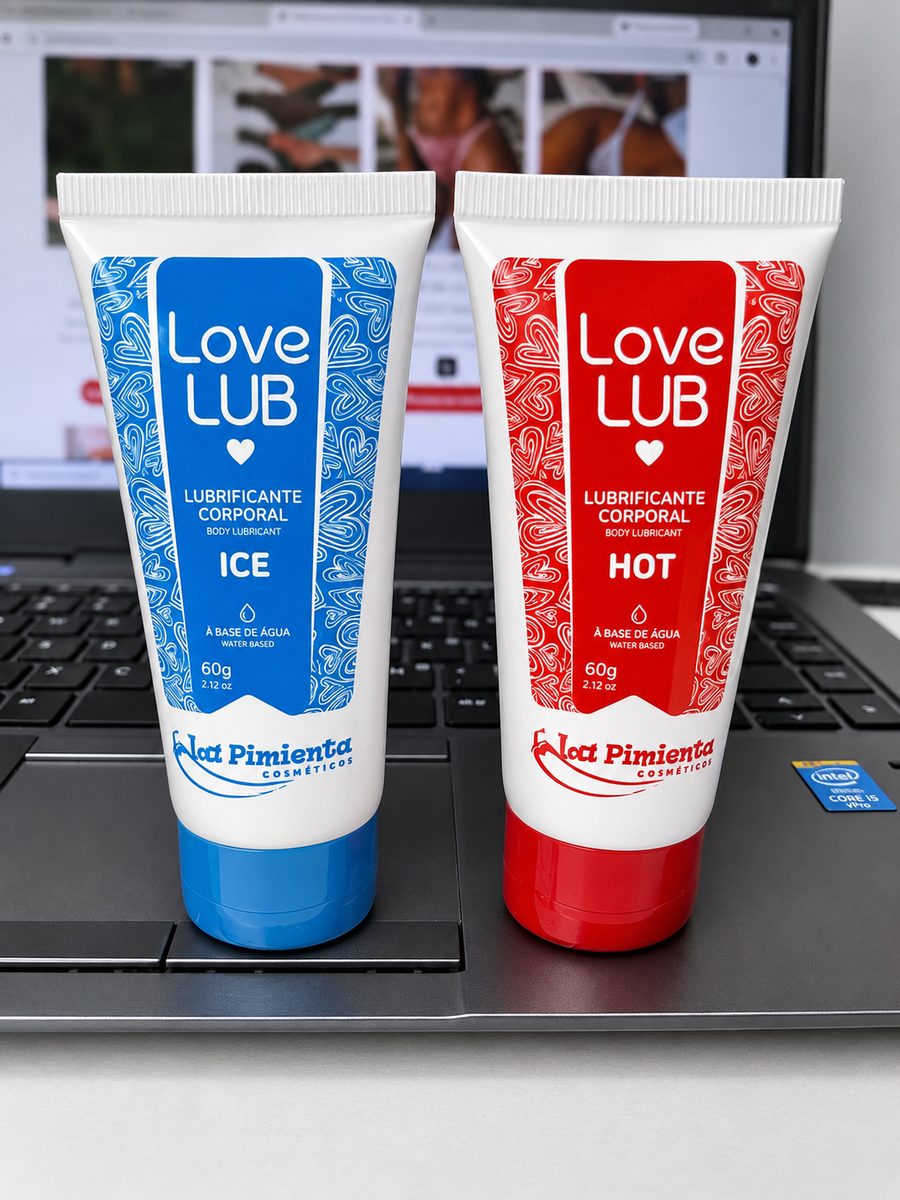 Love
LUB
LUBRIFICANTE
CORPORAL
BODY LUBRICANT
ICE
À BASE DE ÁGUA
WATER BASED
60g
2.12 oz
La Pimienta
COSMÉTICOS
Love
LUB
LUBRIFICANTE
CORPORAL
BODY LUBRICANT
HOT
À BASE DE ÁGUA
WATER BASED
60g
2.12 oz
La Pimienta
COSMÉTICOS
intel
CORE i5
vPro